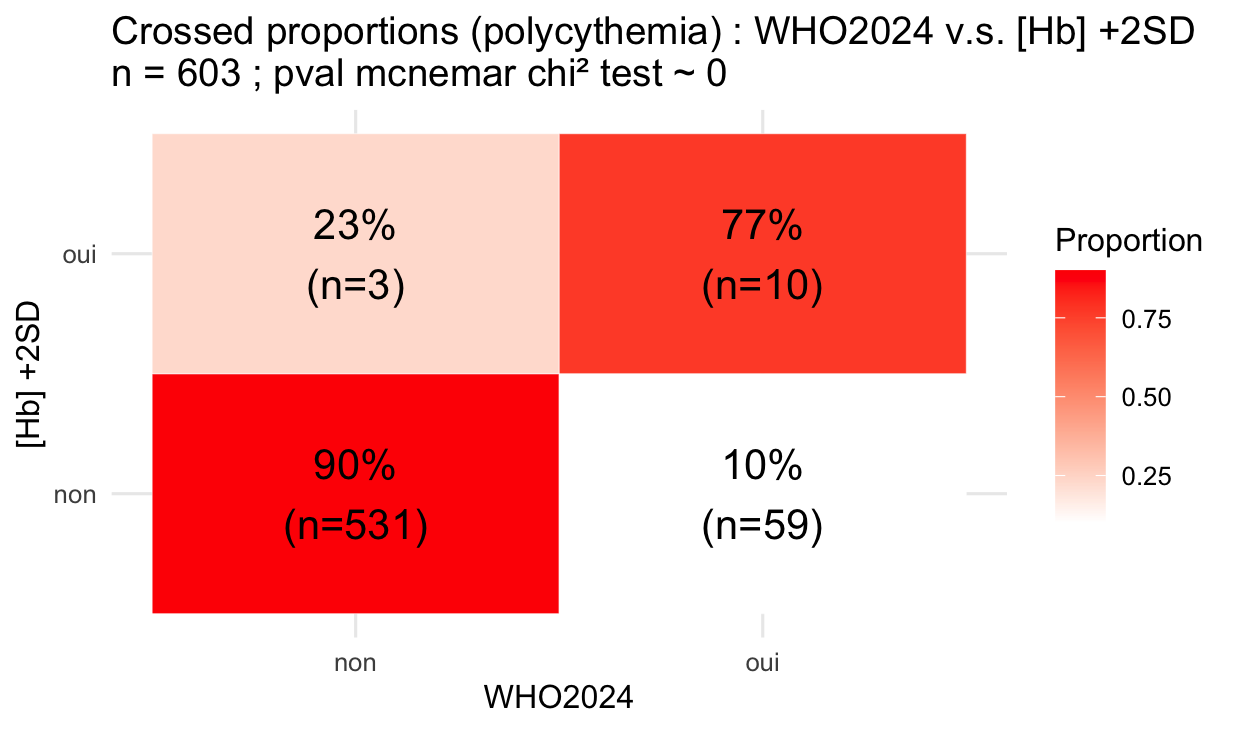 Crossed proportions (polycythemia) : WHO2024 v.s. [Hb] +2SD
n = 603 ; pval mcnemar chi² test ~ 0
[Hb] +2SD
oui
non
23%
(n=3)
77%
(n=10)
90%
(n=531)
10%
(n=59)
non
oui
WHO2024
Proportion
0.75
0.50
0.25